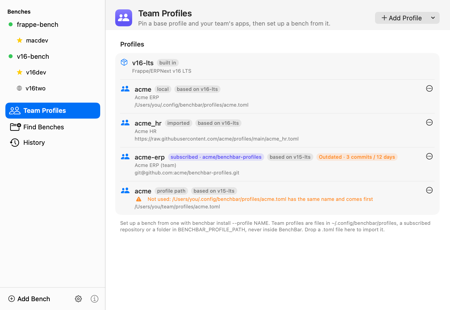 Benches
frappe-bench
macdev
v16-bench
v16dev
v16two
Team Profiles
Find Benches
History
Add Bench
Team Profiles
Pin a base profile and your team's apps, then set up a bench from it.
Add Profile
Profiles
v16-lts built in
Frappe/ERPNext v16 LTS
acme local based on v16-lts
Acme ERP
/Users/you/.config/benchbar/profiles/acme.toml
acme_hr imported based on v16-lts
Acme HR
https://raw.githubusercontent.com/acme/profiles/main/acme_hr.toml
acme-erp subscribed · acme/benchbar-profiles based on v16-lts Outdated · 3 commits / 12 days
Acme ERP (team)
git@github.com:acme/benchbar-profiles.git
acme profile path based on v16-lts
Not used: /Users/you/.config/benchbar/profiles/acme.toml has the same name and comes first
/Users/you/team/profiles/acme.toml
Set up a bench from one with benchbar install --profile NAME. Team profiles are files in ~/.config/benchbar/profiles, a subscribed
repository or a folder in BENCHBAR_PROFILE_PATH, never inside BenchBar. Drop a .toml file here to import it.